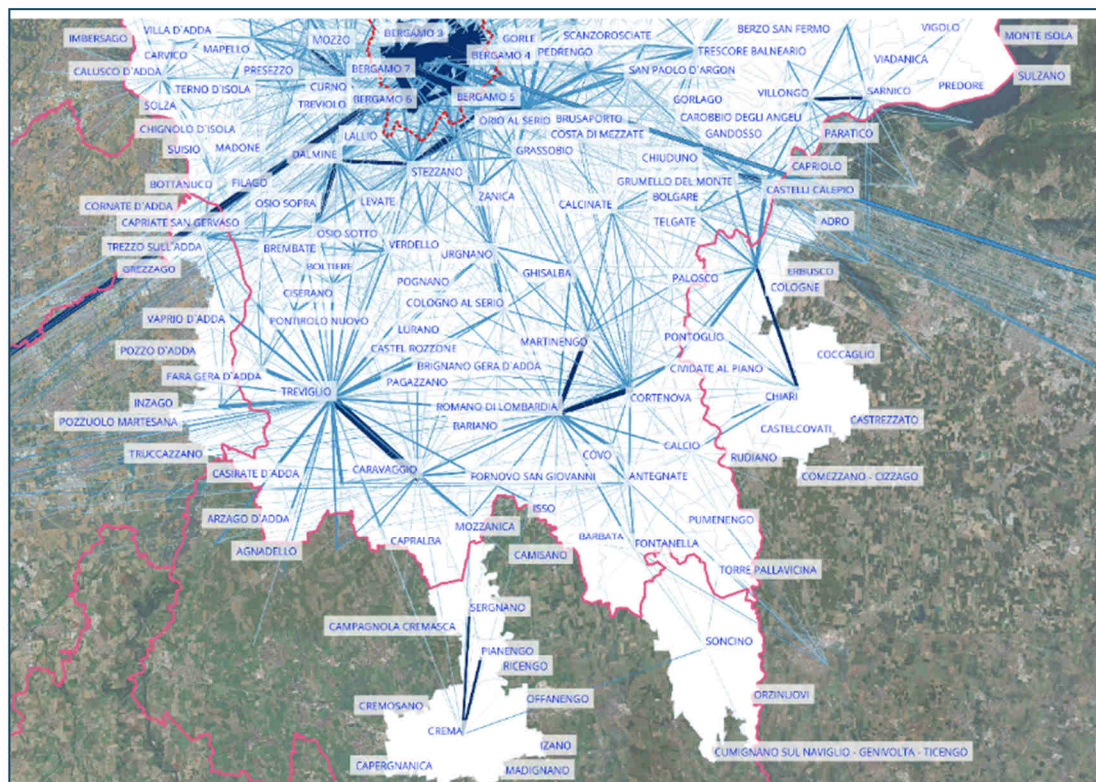 BERGAMO 3
GORLE
SCANZOROSCIATE
BERZO SAN FERMO
VIGOLO
VILLA D'ADDA
IMBERSAGO
MOZZO
MONTE ISOLA
CARVICO
MAPELLO
BERGAMO 4
PEDRENGO
TRESCORE BALNEARIO
VIADANICA
CALUSCO D'ADDA
PRESEZZO
BERGAMO 7
SAN PAOLO D'ARGON
SULZANO
TERNO D'ISOLA
CURNO
VILLONGO
SARNICO
PREDORE
SOLZA
TREVIOLO
BERGAMO 6
BERGAMO 5
GORLAGO
CHIGNOLO D'ISOLA
LALLIO
ORIO AL SERIO
BRUSAPORTO
CAROBBIO DEGLI ANGELI
PARATICO
SUISIO
MADONE
DALMINE
COSTA DI MEZZATE
GANDOSSO
GRASSOBIO
CHIUDUNO
CAPRIOLO
BOTTANUCO
FILAGO
STEZZANO
GRUMELLO DEL MONTE
CASTELLI CALEPIO
CORNATE D'ADDA
OSIO SOPRA
LEVATE
ZANICA
CALCINATE
BOLGARE
CAPRIATE SAN GERVASO
TELGATE
ADRO
TREZZO SULL'ADDA
BREMBATE
OSIO SOTTO
VERDELLO
URGNANO
GREZZAGO
BOLTIERE
POGNANO
GHISALBA
PALOSCO
ERBUSCO
COLOGNE
CISERANO
COLOGNO AL SERIO
VAPRIO D'ADDA
PONTIROLO NUOVO
LURANO
MARTINENGO
PONTOGLIO
POZZO D'ADDA
CASTEL ROZZONE
COCCAGLIO
FARA GERA D'ADDA
BRIGNANO GERA D'ADDA
CIVIDATE AL PIANO
TREVIGLIO
PAGAZZANO
INZAGO
ROMANO DI LOMBARDIA
CORTENOVA
CHIARI
POZZUOLO MARTESANA
BARIANO
CASTELCOVATI
CASTREZZATO
TRUCCAZZANO
COVO
CALCIO
RUDIANO
CASIRATE D'ADDA
CARAVAGGIO
FORNOVO SAN GIOVANNI
ANTEGNATE
COMEZZANO - CIZZAGO
ARZAGO D'ADDA
ISSO
MOZZANICA
PUMENENGO
AGNADELLO
CAPRALBA
CAMISANO
BARBATA
FONTANELLA
TORRE PALLAVICINA
SERGNANO
CAMPAGNOLA CREMASCA
SONCINO
PIANENGO
RICENGO
CREMOSANO
OFFANENGO
ORZINUOVI
CREMA
IZANO
CUMIGNANO SUL NAVIGLIO - GENIVOLTA - TICENGO
CAPERGNANICA
MADIGNANO